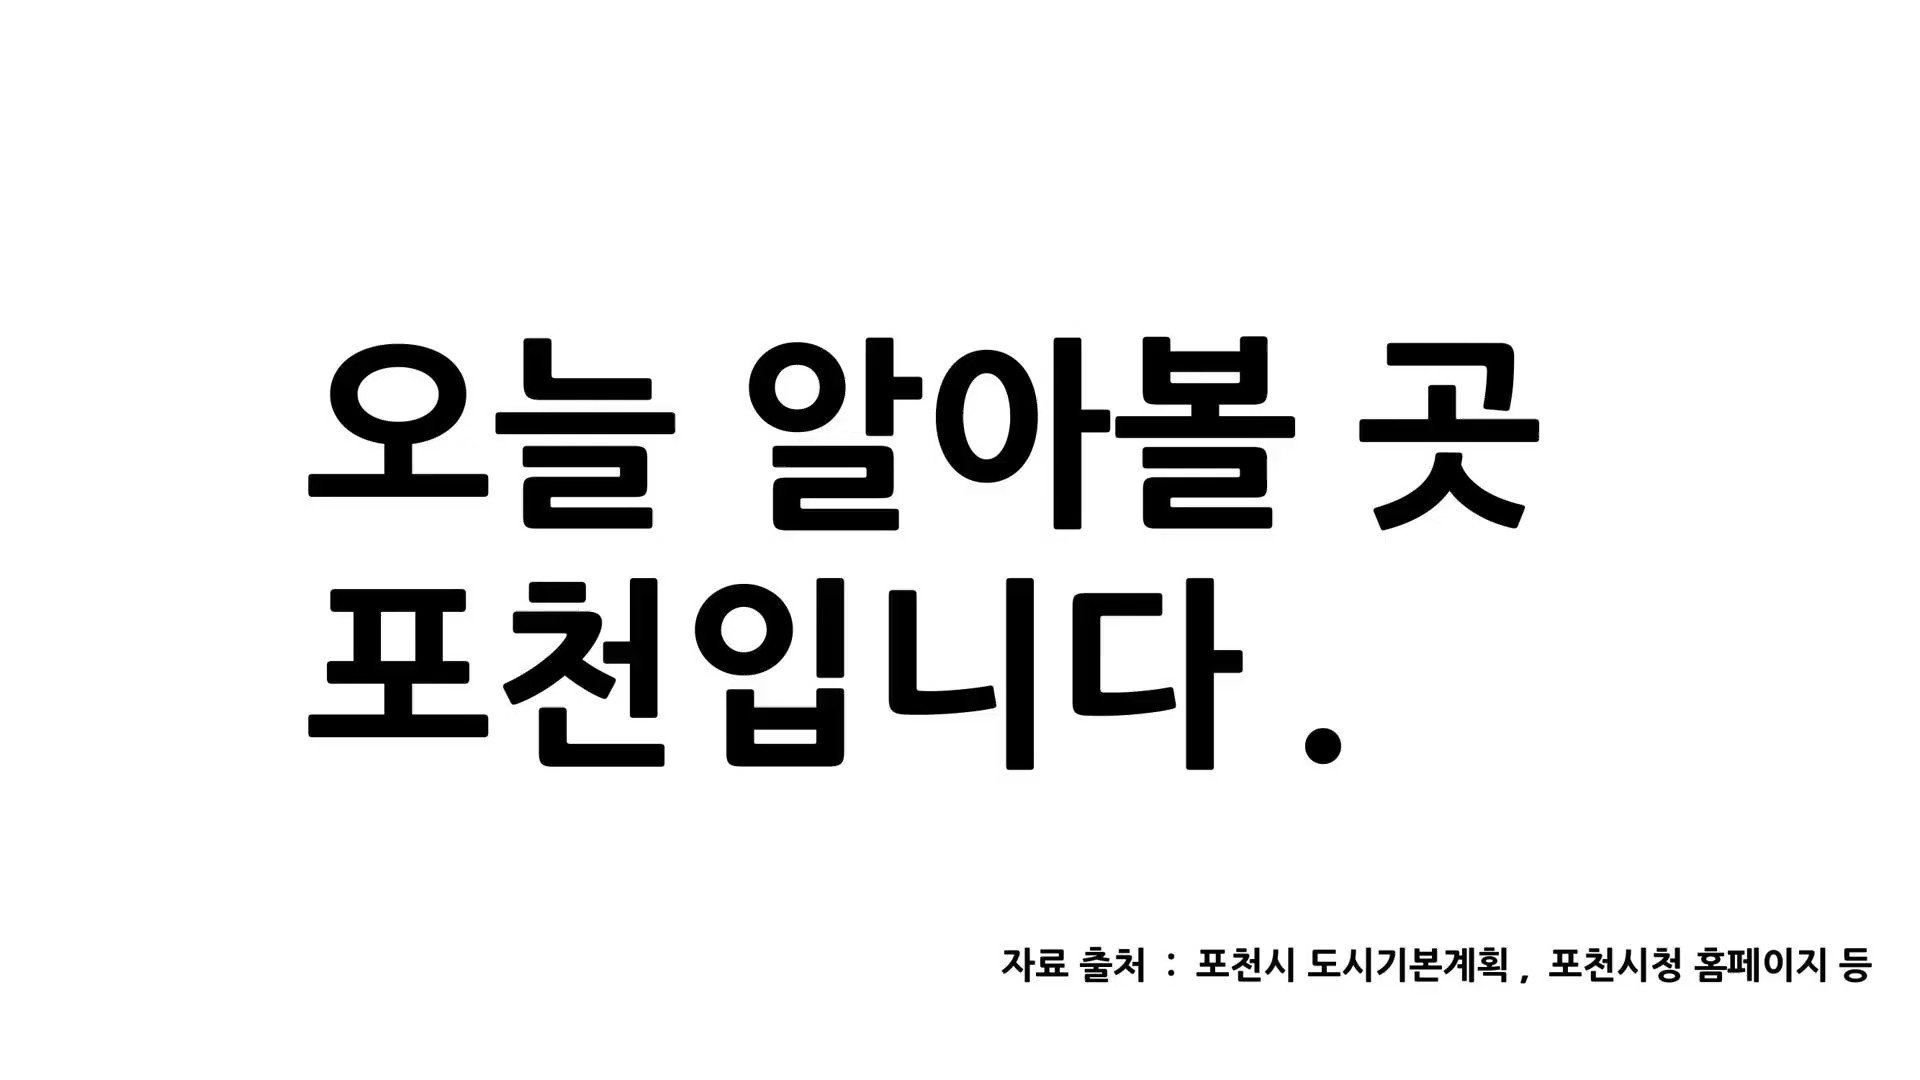 오늘 알아볼 곳
포천입니다.
자료 출처 : 포천시 도시기본계획, 포천시청 홈페이지 등